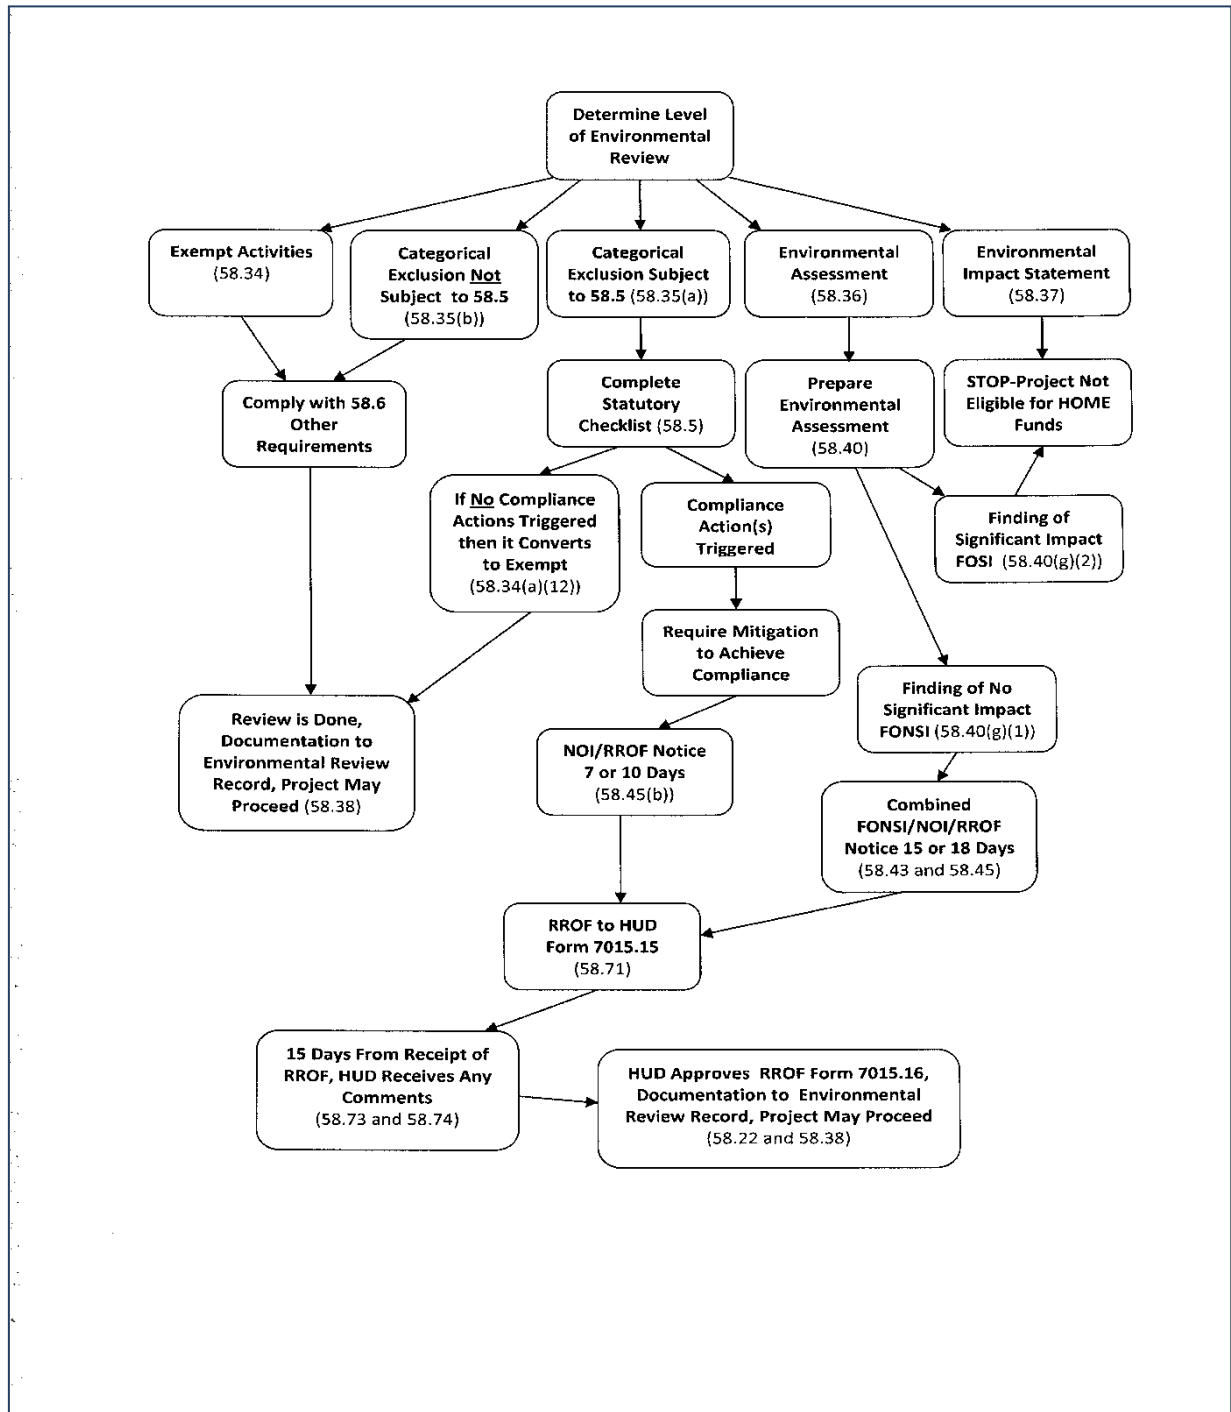 Determine Level
of Environmental
Review
Exempt Activities
(58.34)
Categorical
Exclusion Not
Subject to 58.5
(58.35(b))
Categorical
Exclusion Subject
to 58.5 (58.35(a))
Environmental
Assessment
(58.36)
Environmental
Impact Statement
(58.37)
Comply with 58.6
Other
Requirements
Complete
Statutory
Checklist (58.5)
Prepare
Environmental
Assessment
(58.40)
STOP-Project Not
Eligible for HOME
Funds
If No Compliance
Actions Triggered
then it Converts
to Exempt
(58.34(a)(12))
Compliance
Action(s)
Triggered
Finding of
Significant Impact
FOSI (58.40(g)(2))
Require Mitigation
to Achieve
Compliance
Finding of No
Significant Impact
FONSI (58.40(g)(1))
Review is Done,
Documentation to
Environmental Review
Record, Project May
Proceed (58.38)
NOI/RROF Notice
7 or 10 Days
(58.45(b))
Combined
FONSI/NOI/RROF
Notice 15 or 18 Days
(58.43 and 58.45)
RROF to HUD
Form 7015.15
(58.71)
15 Days From Receipt of
RROF, HUD Receives Any
Comments
(58.73 and 58.74)
HUD Approves RROF Form 7015.16,
Documentation to Environmental
Review Record, Project May Proceed
(58.22 and 58.38)